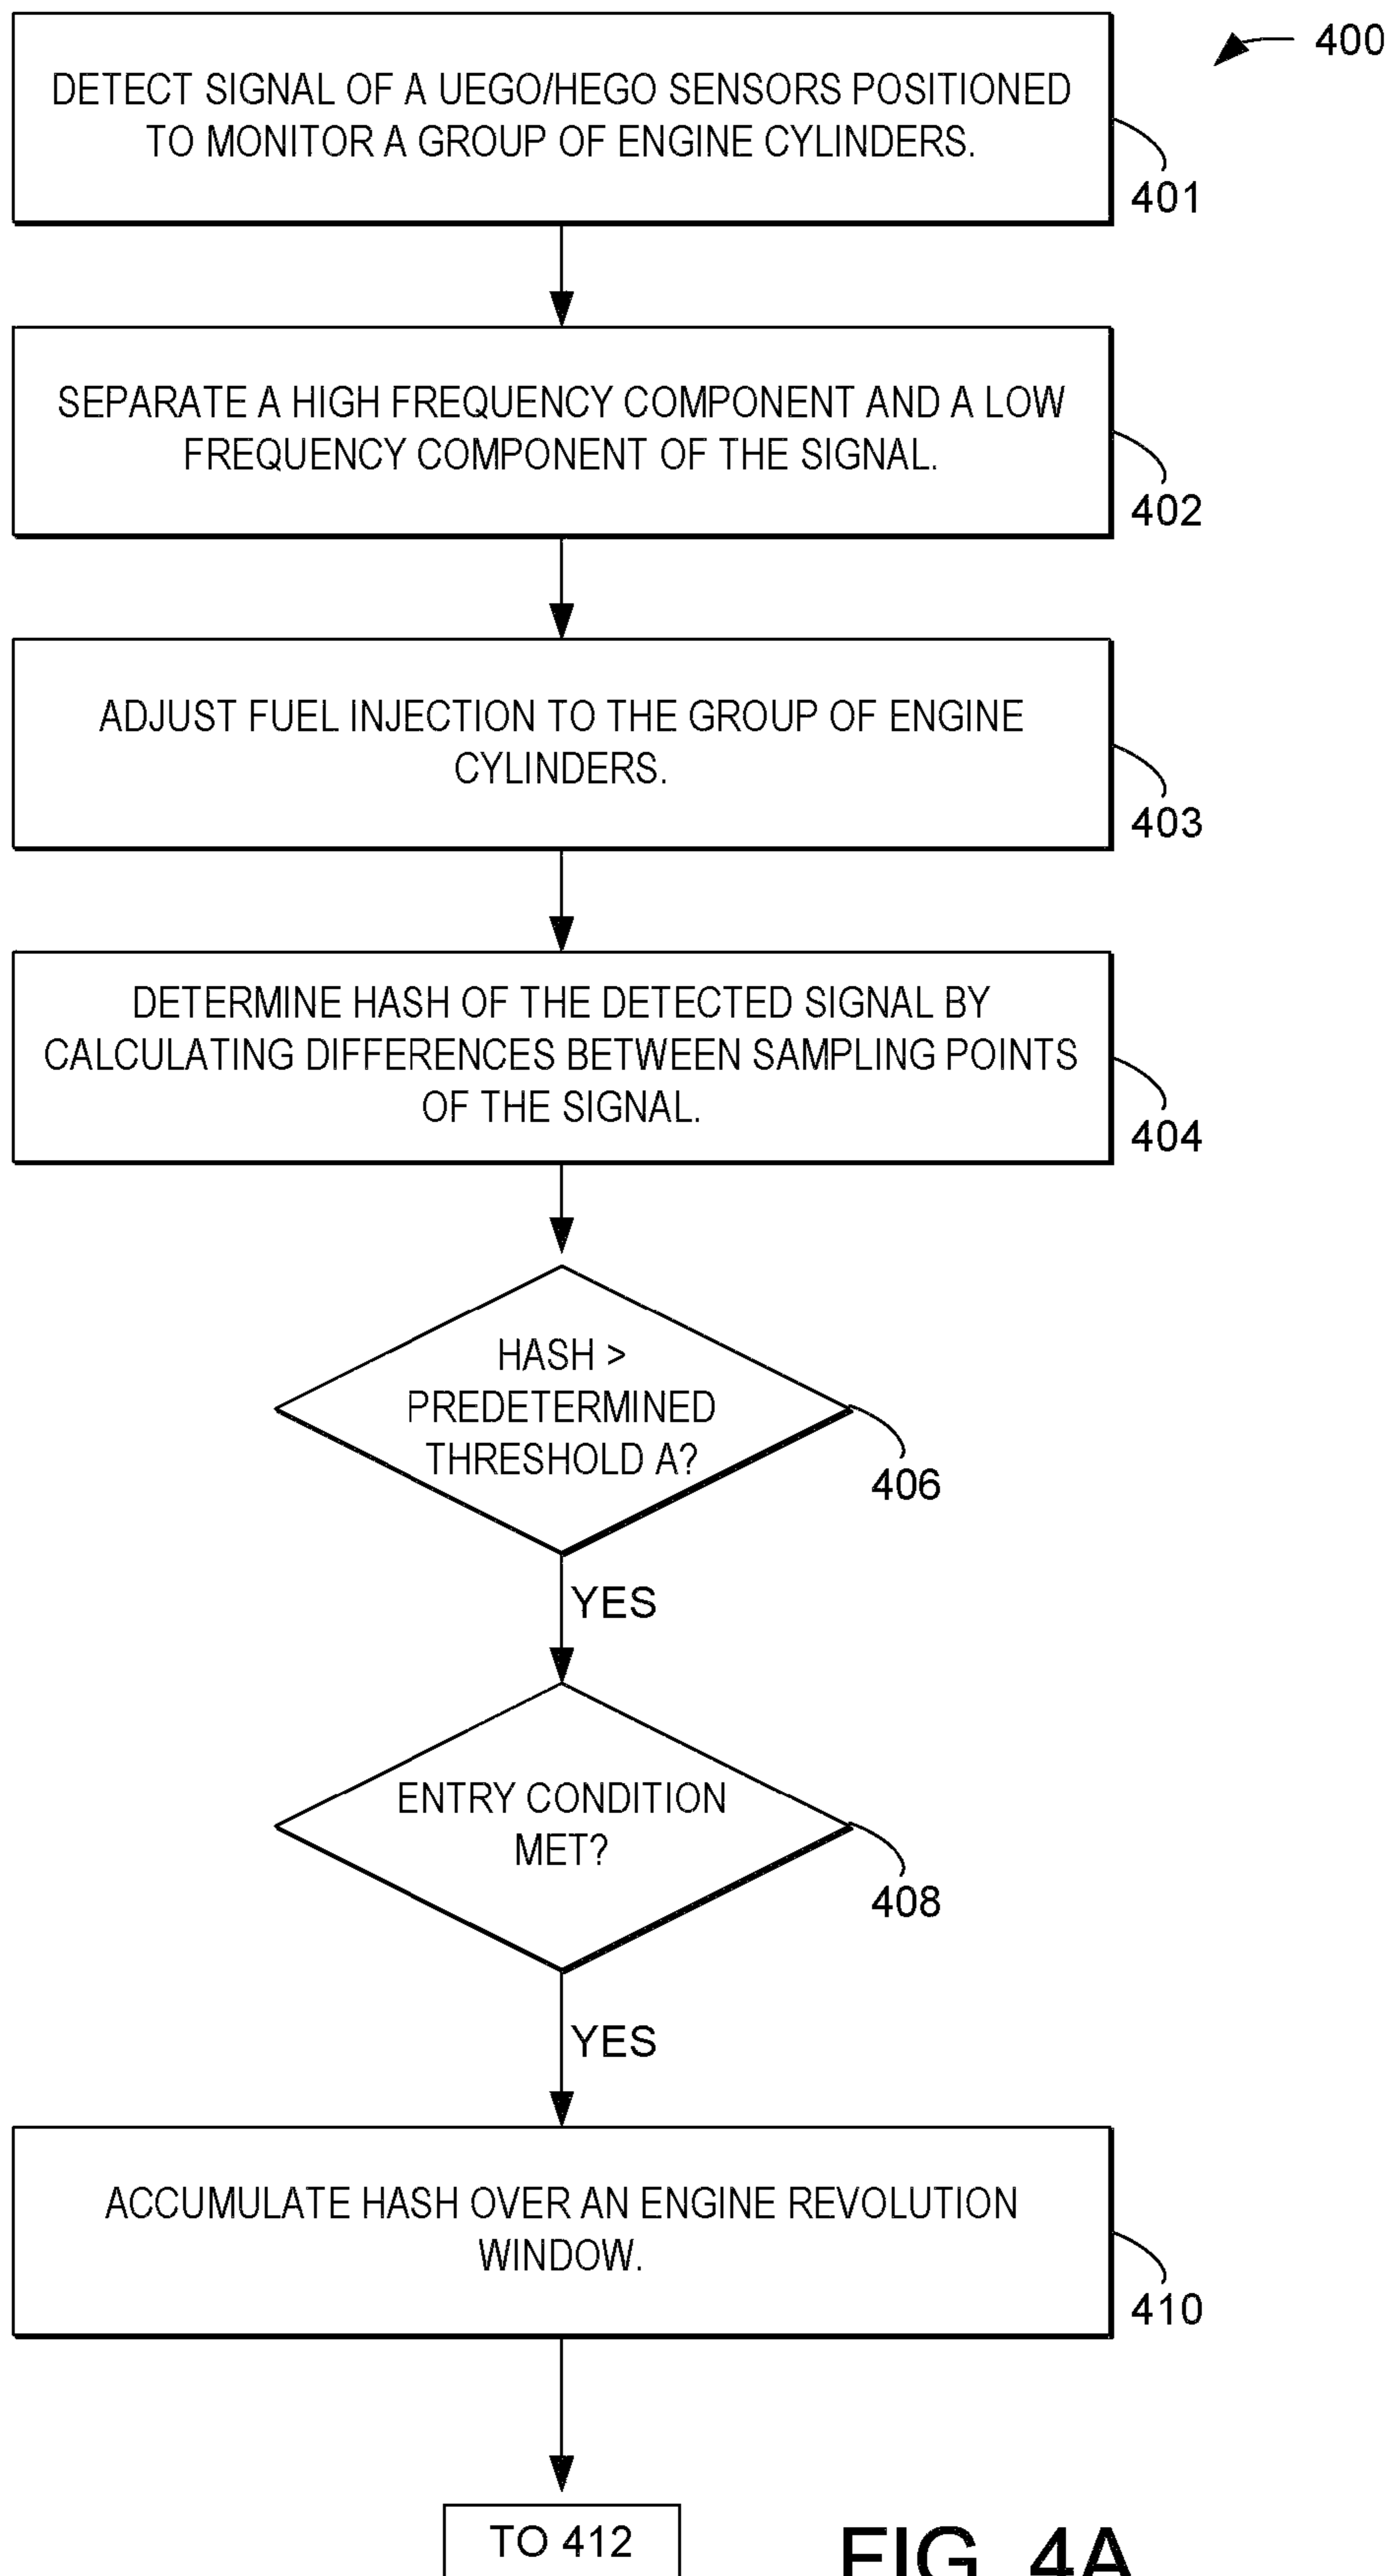 400
DETECT SIGNAL OF A UEGO/HEGO SENSORS POSITIONED
TO MONITOR A GROUP OF ENGINE CYLINDERS.
401
SEPARATE A HIGH FREQUENCY COMPONENT AND A LOW
FREQUENCY COMPONENT OF THE SIGNAL.
402
ADJUST FUEL INJECTION TO THE GROUP OF ENGINE
CYLINDERS.
403
DETERMINE HASH OF THE DETECTED SIGNAL BY
CALCULATING DIFFERENCES BETWEEN SAMPLING POINTS
OF THE SIGNAL.
404
HASH >
PREDETERMINED
THRESHOLD A?
406
YES
ENTRY CONDITION
MET?
408
YES
ACCUMULATE HASH OVER AN ENGINE REVOLUTION
WINDOW.
410
TO 412
FIG. 4A